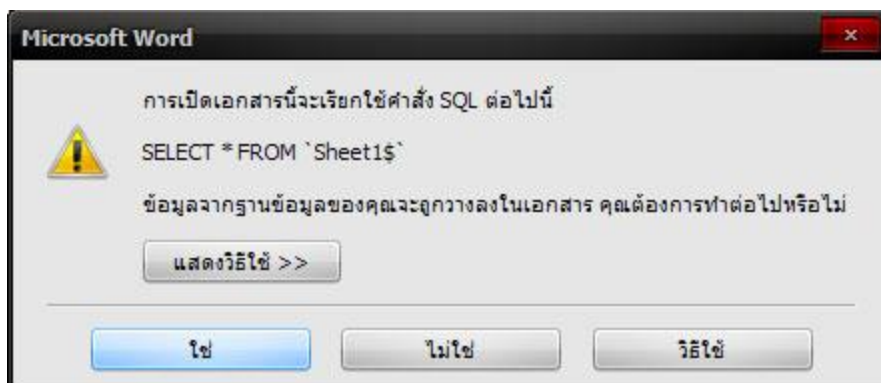 Microsoft Word
การเปิดเอกสารนี้จะเรียกใช้คำสั่ง SQL ต่อไปนี้
SELECT * FROM `Sheet1$`
ข้อมูลจากฐานข้อมูลของคุณจะถูกวางลงในเอกสาร คุณต้องการทำต่อไปหรือไม่
แสดงวิธีใช้ >>
ใช่
ไม่ใช่
วิธีใช้